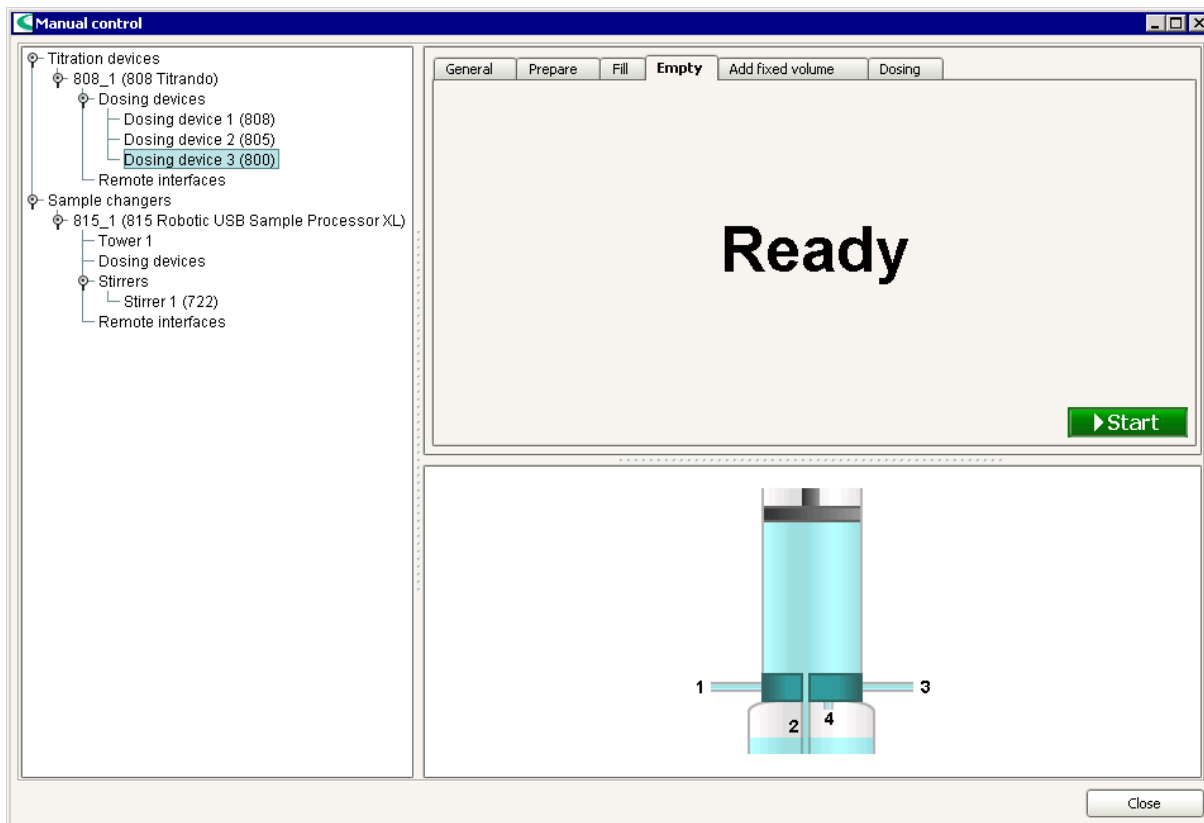 Manual control
Titration devices
808_1 (808 Titrando)
Dosing devices
Dosing device 1 (808)
Dosing device 2 (805)
Dosing device 3 (800)
Remote interfaces
Sample changers
815_1 (815 Robotic USB Sample Processor XL)
Tower 1
Dosing devices
Stirrers
Stirrer 1 (722)
Remote interfaces
General Prepare Fill Empty Add fixed volume Dosing
Ready
Start
1 3
2 4
Close